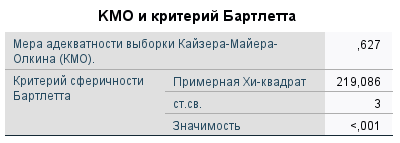 КМО и критерий Бартлетта
Мера адекватности выборки Кайзера-Майера-
Олкина (КМО). ,627
Критерий сферичности Примерная Хи-квадрат 219,086
Бартлетта
ст.св. 3
Значимость <,001